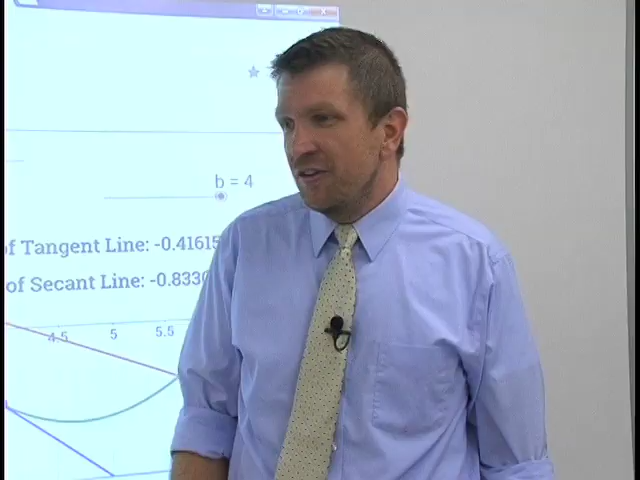 b = 4
of Tangent Line: -0.41615
of Secant Line: -0.833
4.5 5 5.5